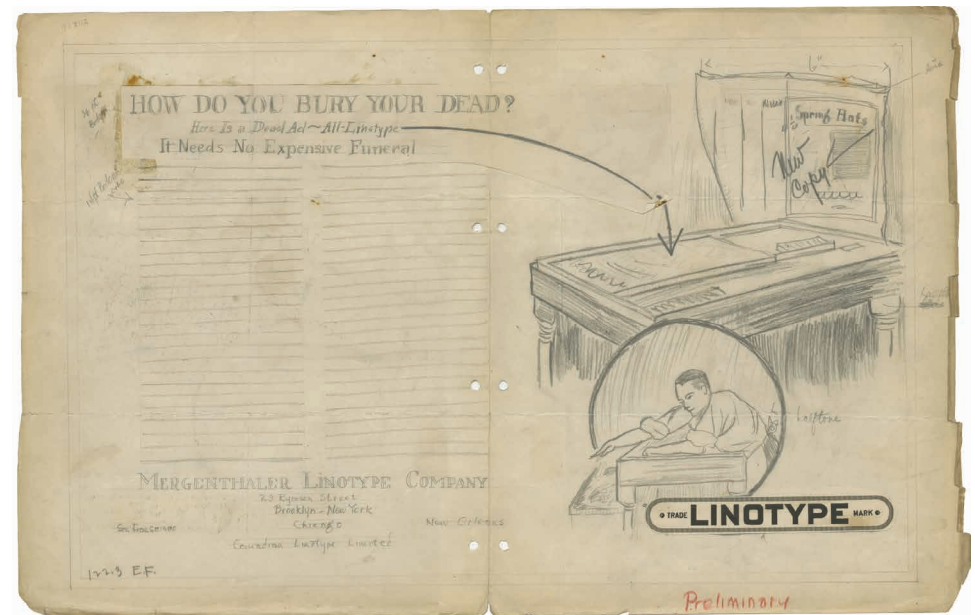 HOW DO YOU BURY YOUR DEAD?
Here Is a Dead Ad~All-Linotype
It Needs No Expensive Funeral
6"
Spring Hats
New
Copy
halftone
MERGENTHALER LINOTYPE COMPANY
Street
Brooklyn-New York
San Francisco
Chicago
New Orleans
Canadian Linotype Limited
TRADE LINOTYPE MARK
E.F.
Preliminary